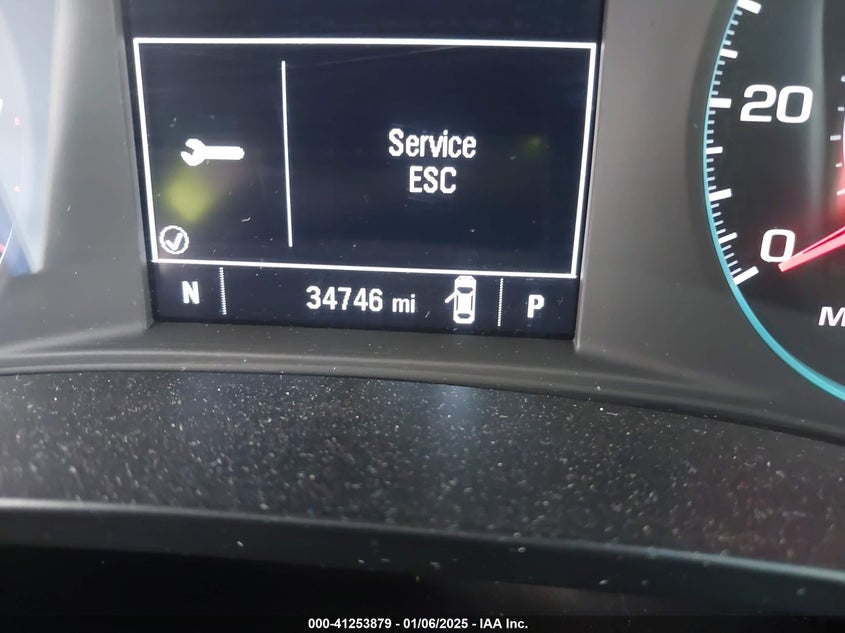 Service
ESC
N 34746 mi P
20
0
M
000-41253879 - 01/06/2025 - IAA Inc.